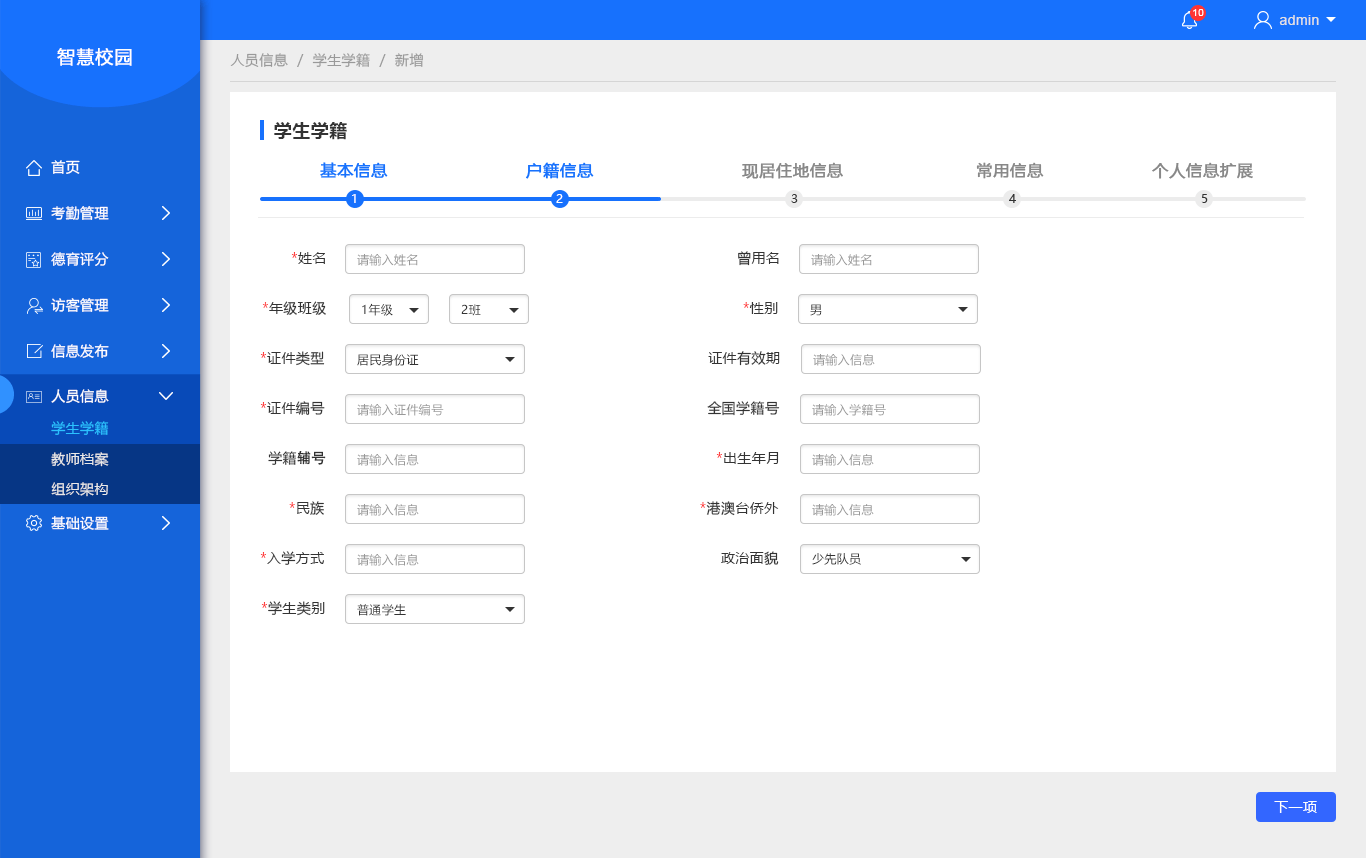 智慧校园
10
admin
人员信息 / 学生学籍 / 新增
首页
考勤管理
德育评分
访客管理
信息发布
人员信息
学生学籍
教师档案
组织架构
基础设置
学生学籍
基本信息 户籍信息 现居住地信息 常用信息 个人信息扩展
1 2 3 4 5
*姓名 请输入姓名 曾用名 请输入姓名
*年级班级 1年级 2班 *性别 男
*证件类型 居民身份证 证件有效期 请输入信息
*证件编号 请输入证件编号 全国学籍号 请输入学籍号
学籍辅号 请输入信息 *出生年月 请输入信息
*民族 请输入信息 *港澳台侨外 请输入信息
*入学方式 请输入信息 政治面貌 少先队员
*学生类别 普通学生
下一项